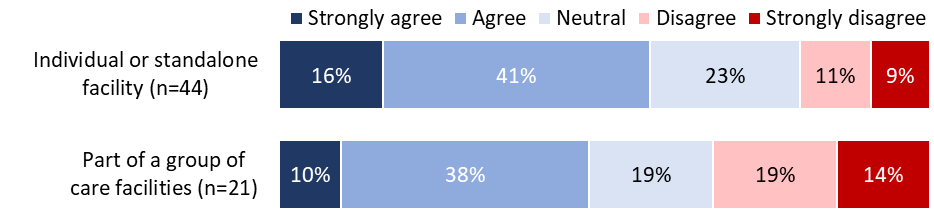 Strongly agree Agree Neutral Disagree Strongly disagree
Individual or standalone
facility (n=44)
16% 41% 23% 11% 9%
Part of a group of
care facilities (n=21)
10% 38% 19% 19% 14%